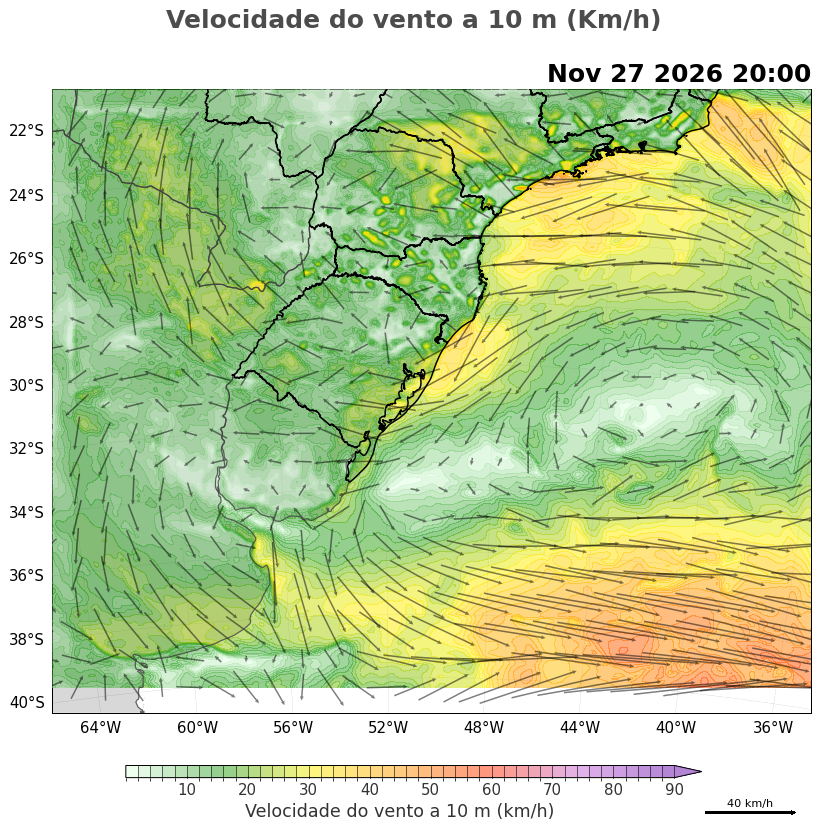 Velocidade do vento a 10 m (Km/h)
Nov 27 2026 20:00
22°S
24°S
26°S
28°S
30°S
32°S
34°S
36°S
38°S
40°S
64°W 60°W 56°W 52°W 48°W 44°W 40°W 36°W
10 20 30 40 50 60 70 80 90
Velocidade do vento a 10 m (km/h)
40 km/h